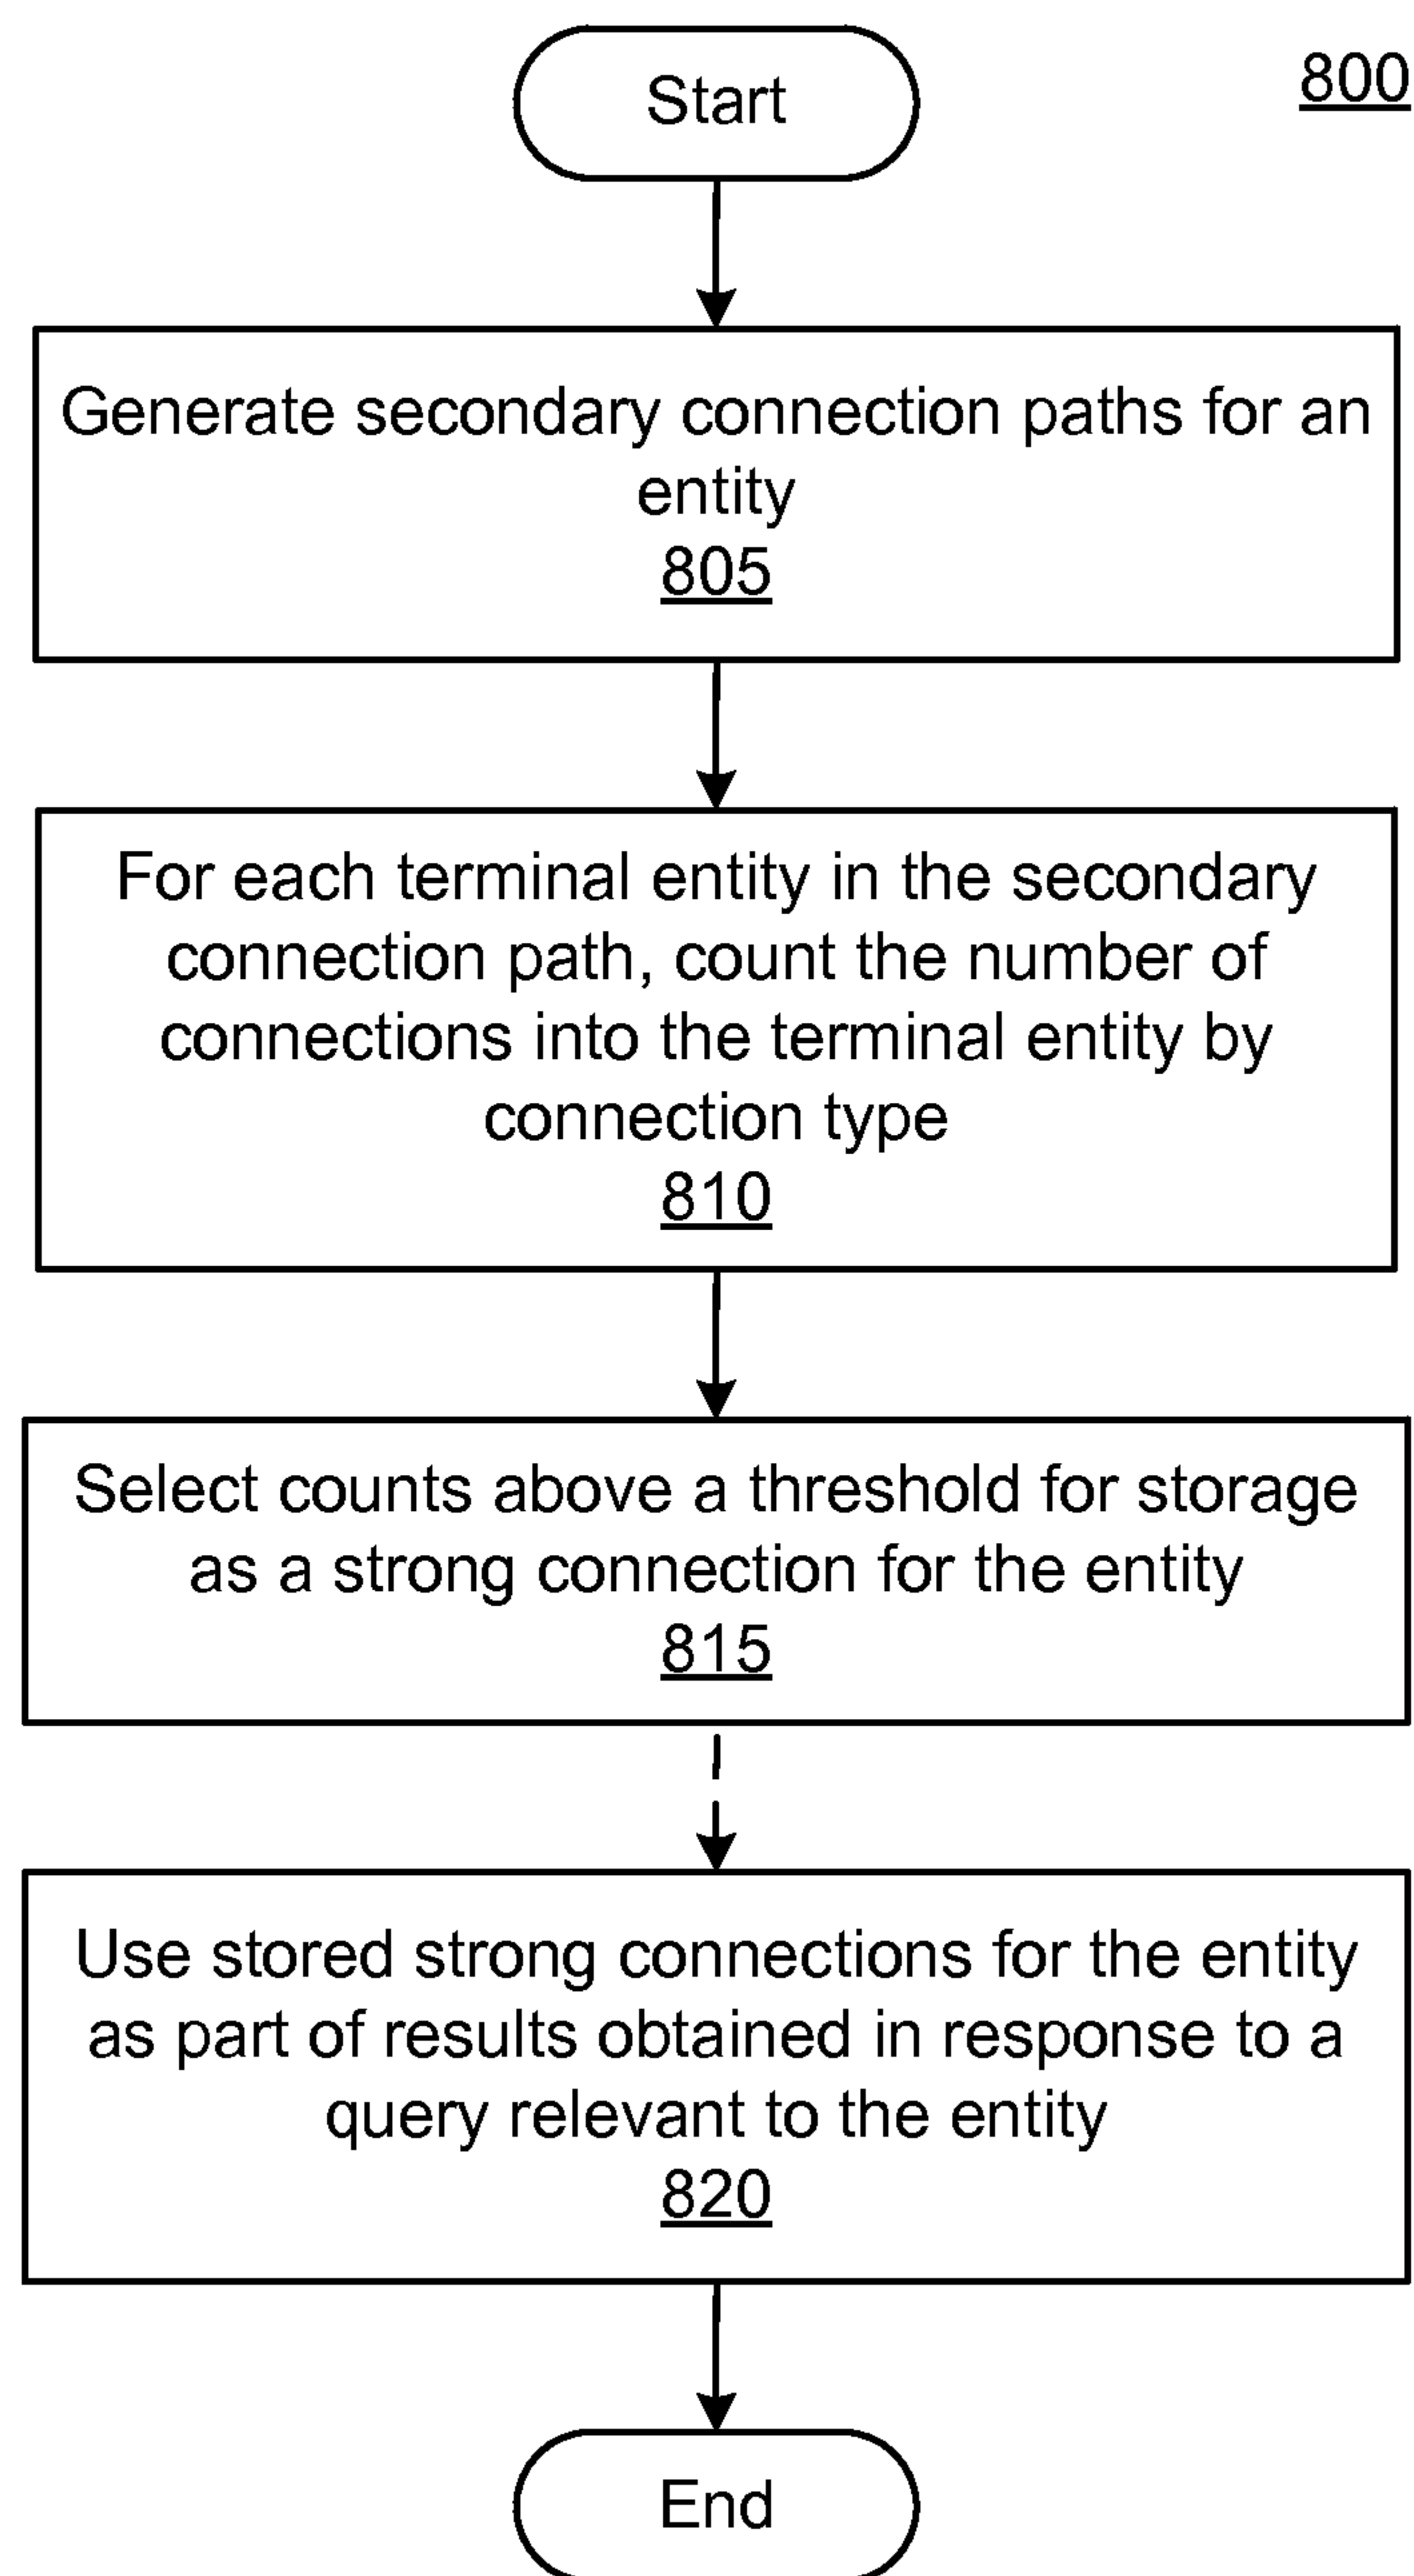 Start
800
Generate secondary connection paths for an
entity
805
For each terminal entity in the secondary
connection path, count the number of
connections into the terminal entity by
connection type
810
Select counts above a threshold for storage
as a strong connection for the entity
815
Use stored strong connections for the entity
as part of results obtained in response to a
query relevant to the entity
820
End